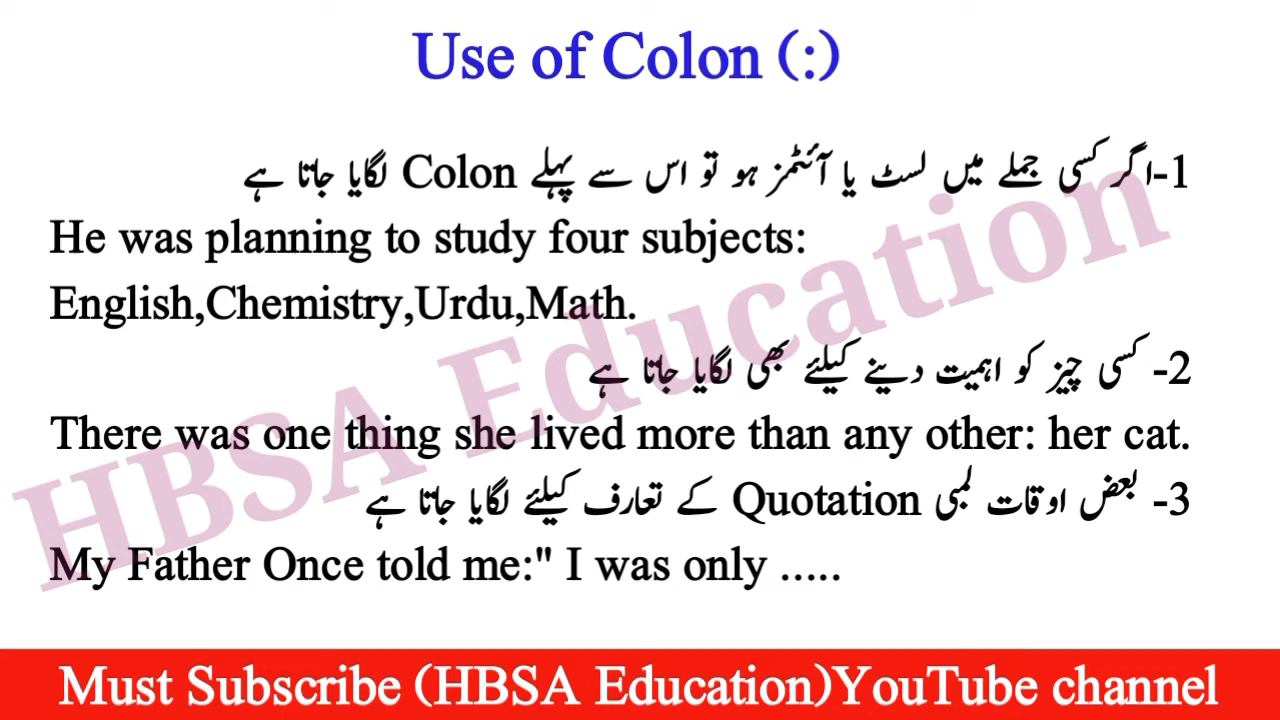 Use of Colon (:)
1-اگر کسی جملے میں لسٹ یا آئٹمز ہو تو اس سے پہلے Colon لگایا جاتا ہے
He was planning to study four subjects:
English,Chemistry,Urdu,Math.
2- کسی چیز کو اہمیت دینے کیلئے بھی لگایا جاتا ہے
There was one thing she lived more than any other: her cat.
3- بعض اوقات لمبی Quotation کے تعارف کیلئے لگایا جاتا ہے
My Father Once told me:" I was only .....
HBSA Education
Must Subscribe (HBSA Education)YouTube channel